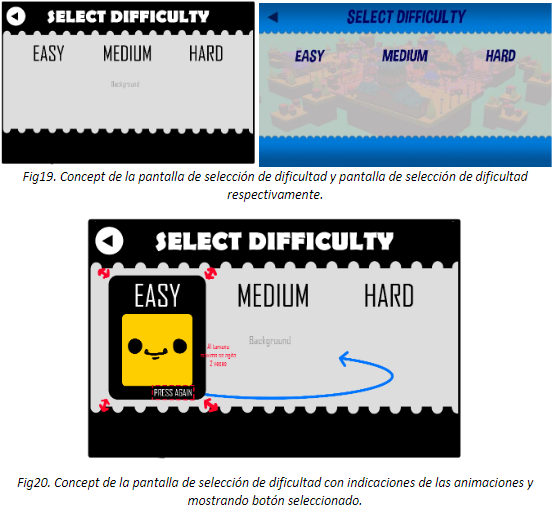 SELECT DIFFICULTY
EASY MEDIUM HARD
Background
SELECT DIFFICULTY
EASY MEDIUM HARD
Fig19. Concept de la pantalla de selección de dificultad y pantalla de selección de dificultad
respectivamente.
SELECT DIFFICULTY
EASY MEDIUM HARD
Background
2 veces
PRESS AGAIN
Fig20. Concept de la pantalla de selección de dificultad con indicaciones de las animaciones y
mostrando botón seleccionado.